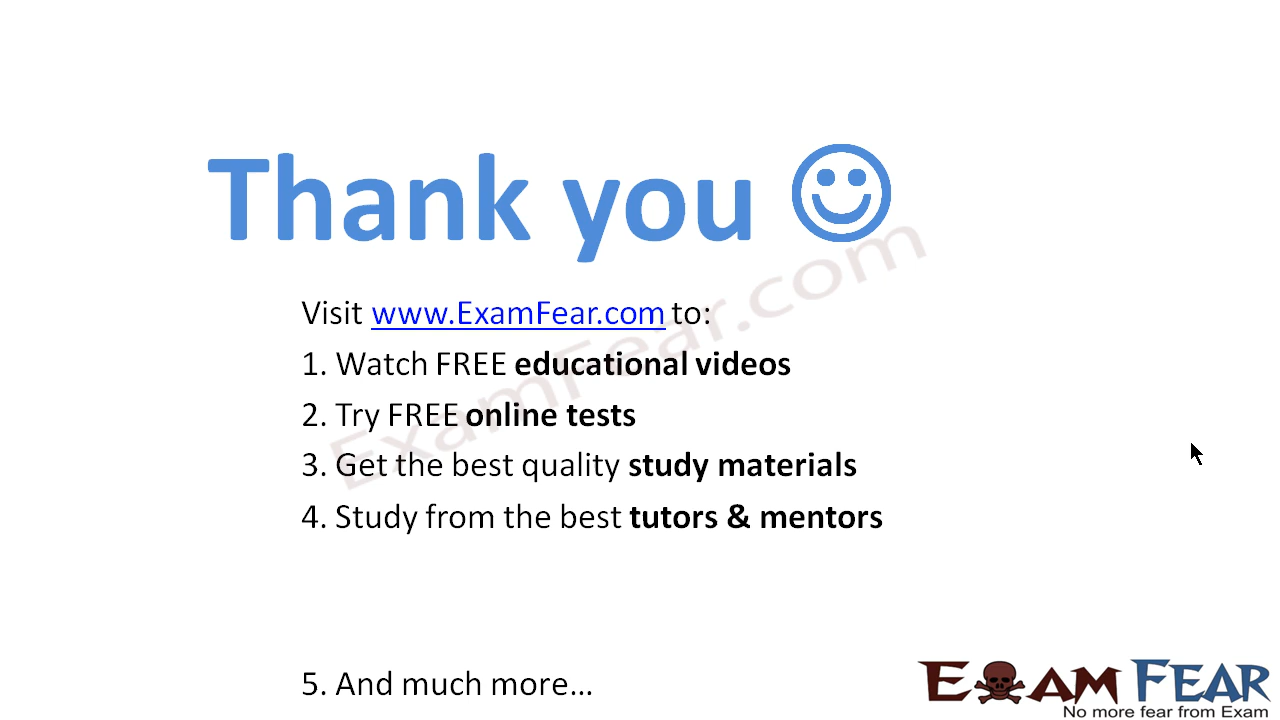 Thank you
Visit www.ExamFear.com to:
1. Watch FREE educational videos
2. Try FREE online tests
3. Get the best quality study materials
4. Study from the best tutors & mentors
5. And much more...
ExamFear.com
EXAM FEAR
No more fear from Exam